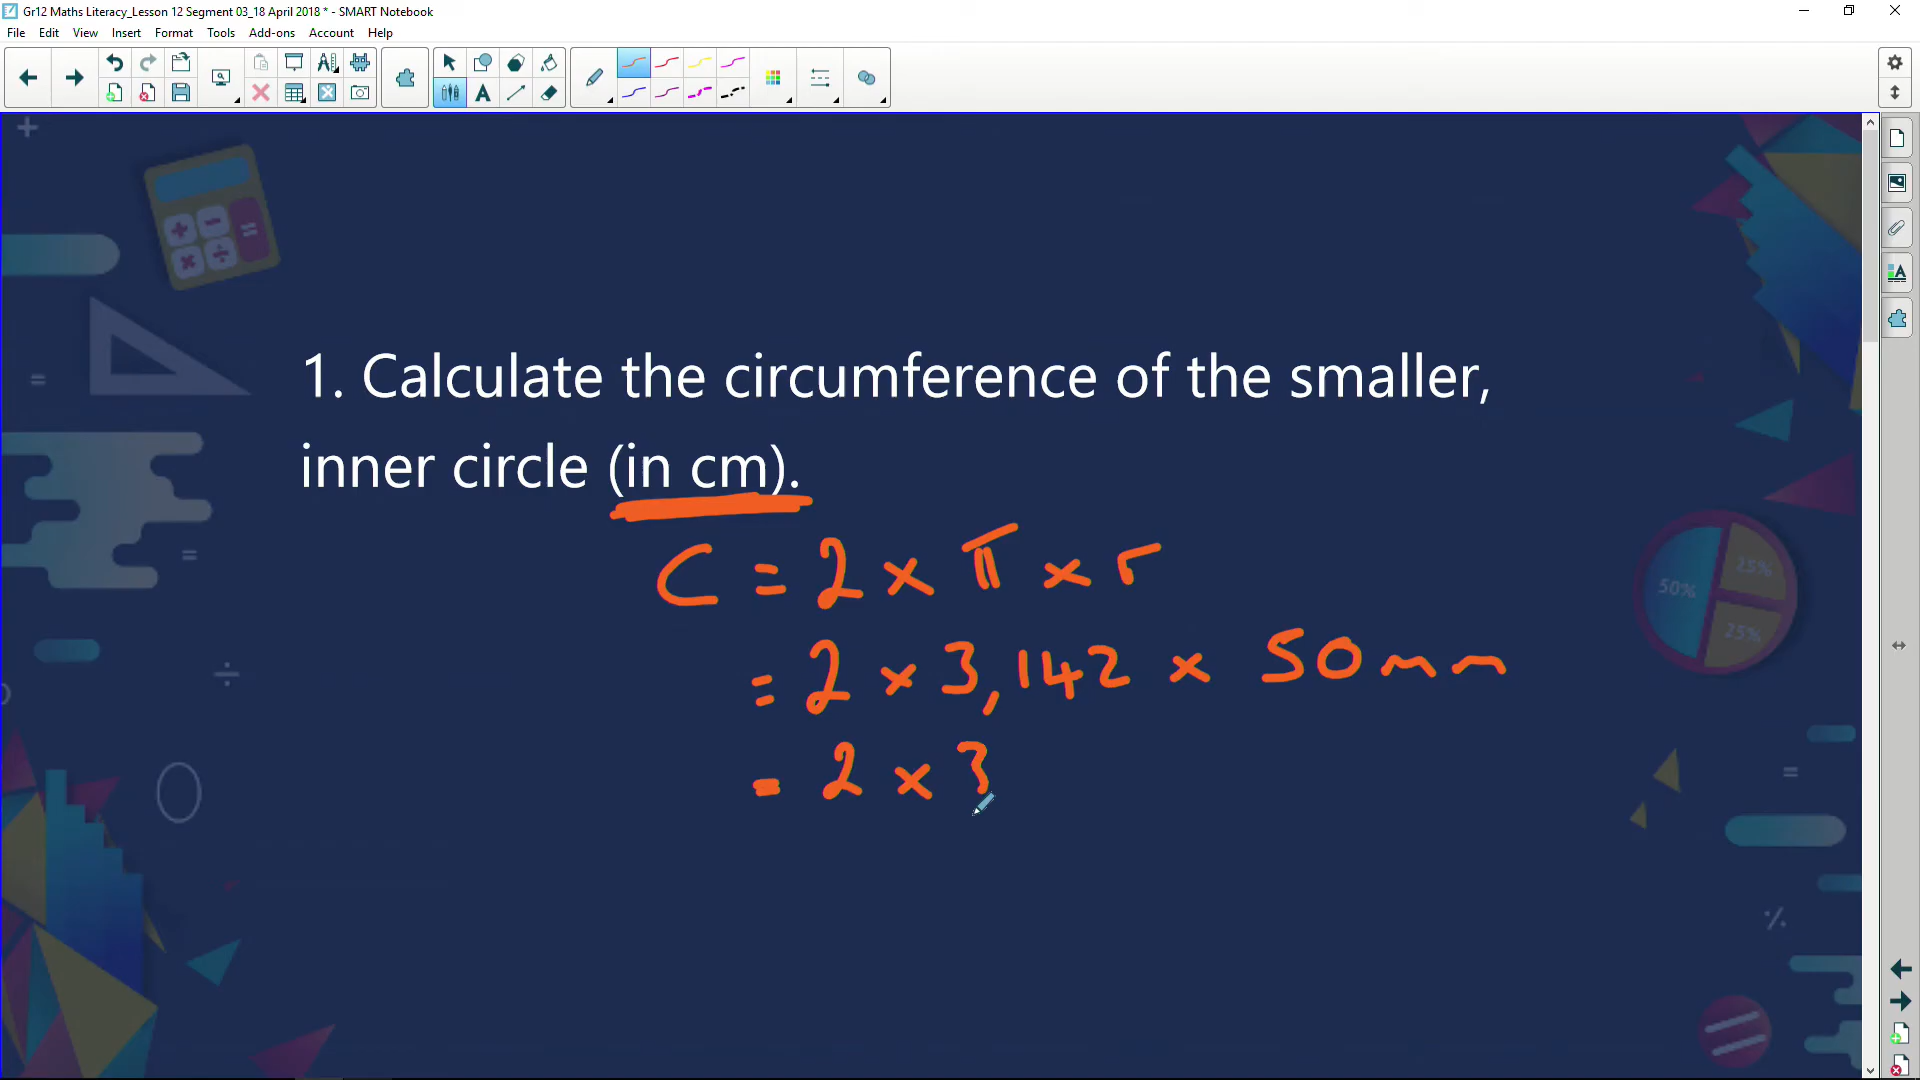 Gr12 Maths Literacy_Lesson 12 Segment 03_18 April 2018 * - SMART Notebook
File Edit View Insert Format Tools Add-ons Account Help
1. Calculate the circumference of the smaller,
inner circle (in cm).
C = 2 × π × r
= 2 × 3,142 × 50mm
= 2 × 3
50% 25%
25%